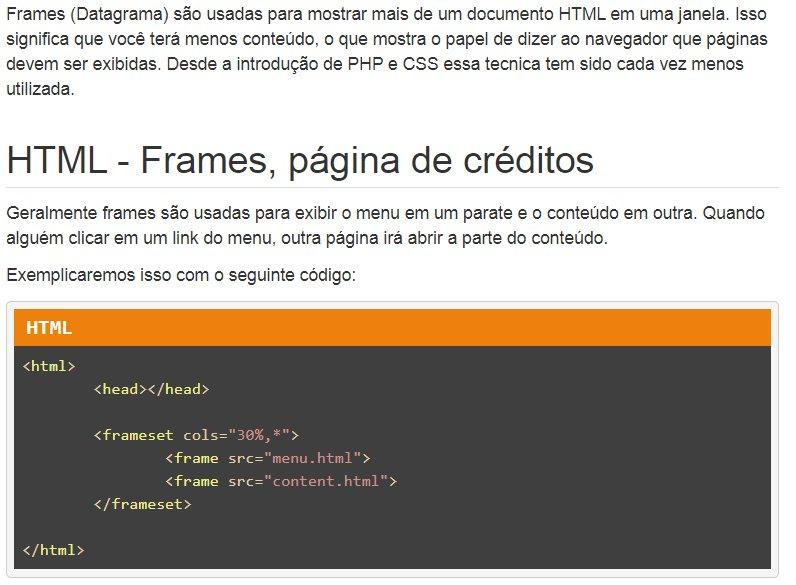 Frames (Datagrama) são usadas para mostrar mais de um documento HTML em uma janela. Isso
significa que você terá menos conteúdo, o que mostra o papel de dizer ao navegador que páginas
devem ser exibidas. Desde a introdução de PHP e CSS essa tecnica tem sido cada vez menos
utilizada.
HTML - Frames, página de créditos
Geralmente frames são usadas para exibir o menu em um parate e o conteúdo em outra. Quando
alguém clicar em um link do menu, outra página irá abrir a parte do conteúdo.
Exemplicaremos isso com o seguinte código:
HTML
<html>
<head></head>
<frameset cols="30%,*">
<frame src="menu.html">
<frame src="content.html">
</frameset>
</html>